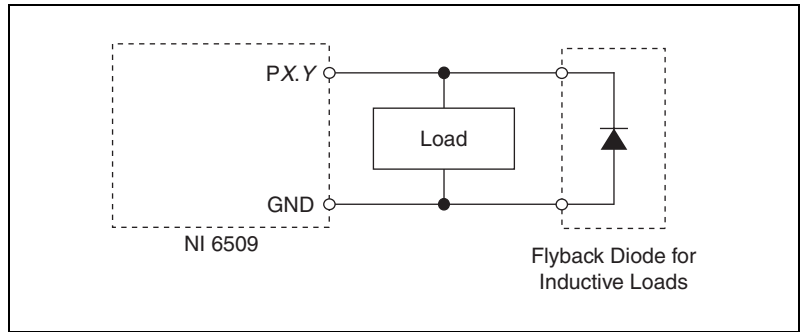 PX.Y
Load
GND
NI 6509
Flyback Diode for
Inductive Loads